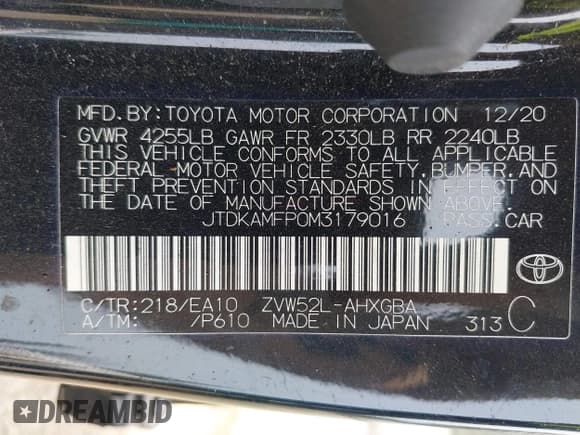 MFD.BY:TOYOTA MOTOR CORPORATION 12/20
GVWR 4255LB GAWR FR 2330LB RR 2240LB
THIS VEHICLE CONFORMS TO ALL APPLICABLE
FEDERAL MOTOR VEHICLE SAFETY,BUMPER,AND
THEFT PREVENTION STANDARDS IN EFFECT ON
THE DATE OF MANUFACTURE SHOWN ABOVE.
JTDKAMFP0M3179016 PASS.CAR
C/TR:218/EA10 ZVW52L-AHXGBA
A/TM: /P610 MADE IN JAPAN 313 C
DREAMBID